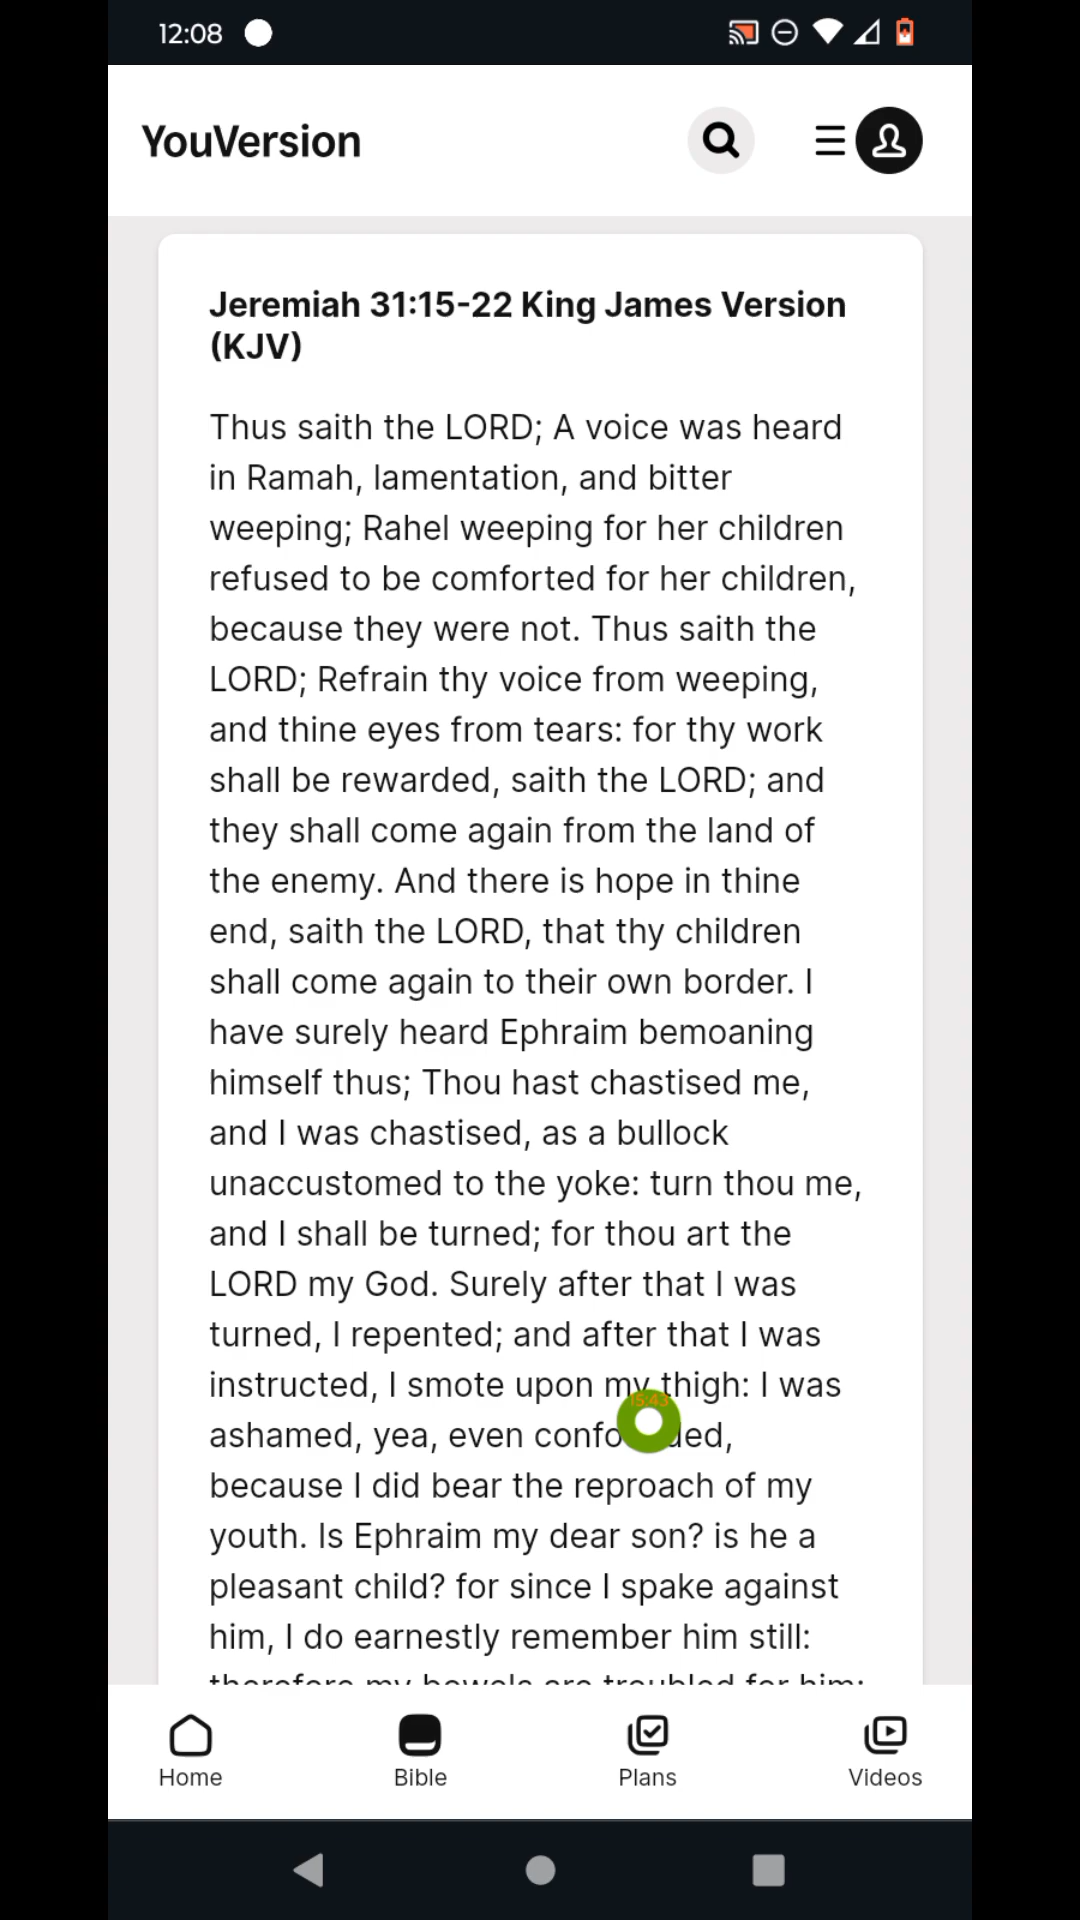 12:08
YouVersion
Jeremiah 31:15-22 King James Version
(KJV)
Thus saith the LORD; A voice was heard
in Ramah, lamentation, and bitter
weeping; Rahel weeping for her children
refused to be comforted for her children,
because they were not. Thus saith the
LORD; Refrain thy voice from weeping,
and thine eyes from tears: for thy work
shall be rewarded, saith the LORD; and
they shall come again from the land of
the enemy. And there is hope in thine
end, saith the LORD, that thy children
shall come again to their own border. I
have surely heard Ephraim bemoaning
himself thus; Thou hast chastised me,
and I was chastised, as a bullock
unaccustomed to the yoke: turn thou me,
and I shall be turned; for thou art the
LORD my God. Surely after that I was
turned, I repented; and after that I was
instructed, I smote upon my thigh: I was
15:43
ashamed, yea, even
because I did bear the reproach of my
youth. Is Ephraim my dear son? is he a
pleasant child? for since I spake against
him, I do earnestly remember him still:
therefore my bowels are troubled for him:
Home
Bible
Plans
Videos